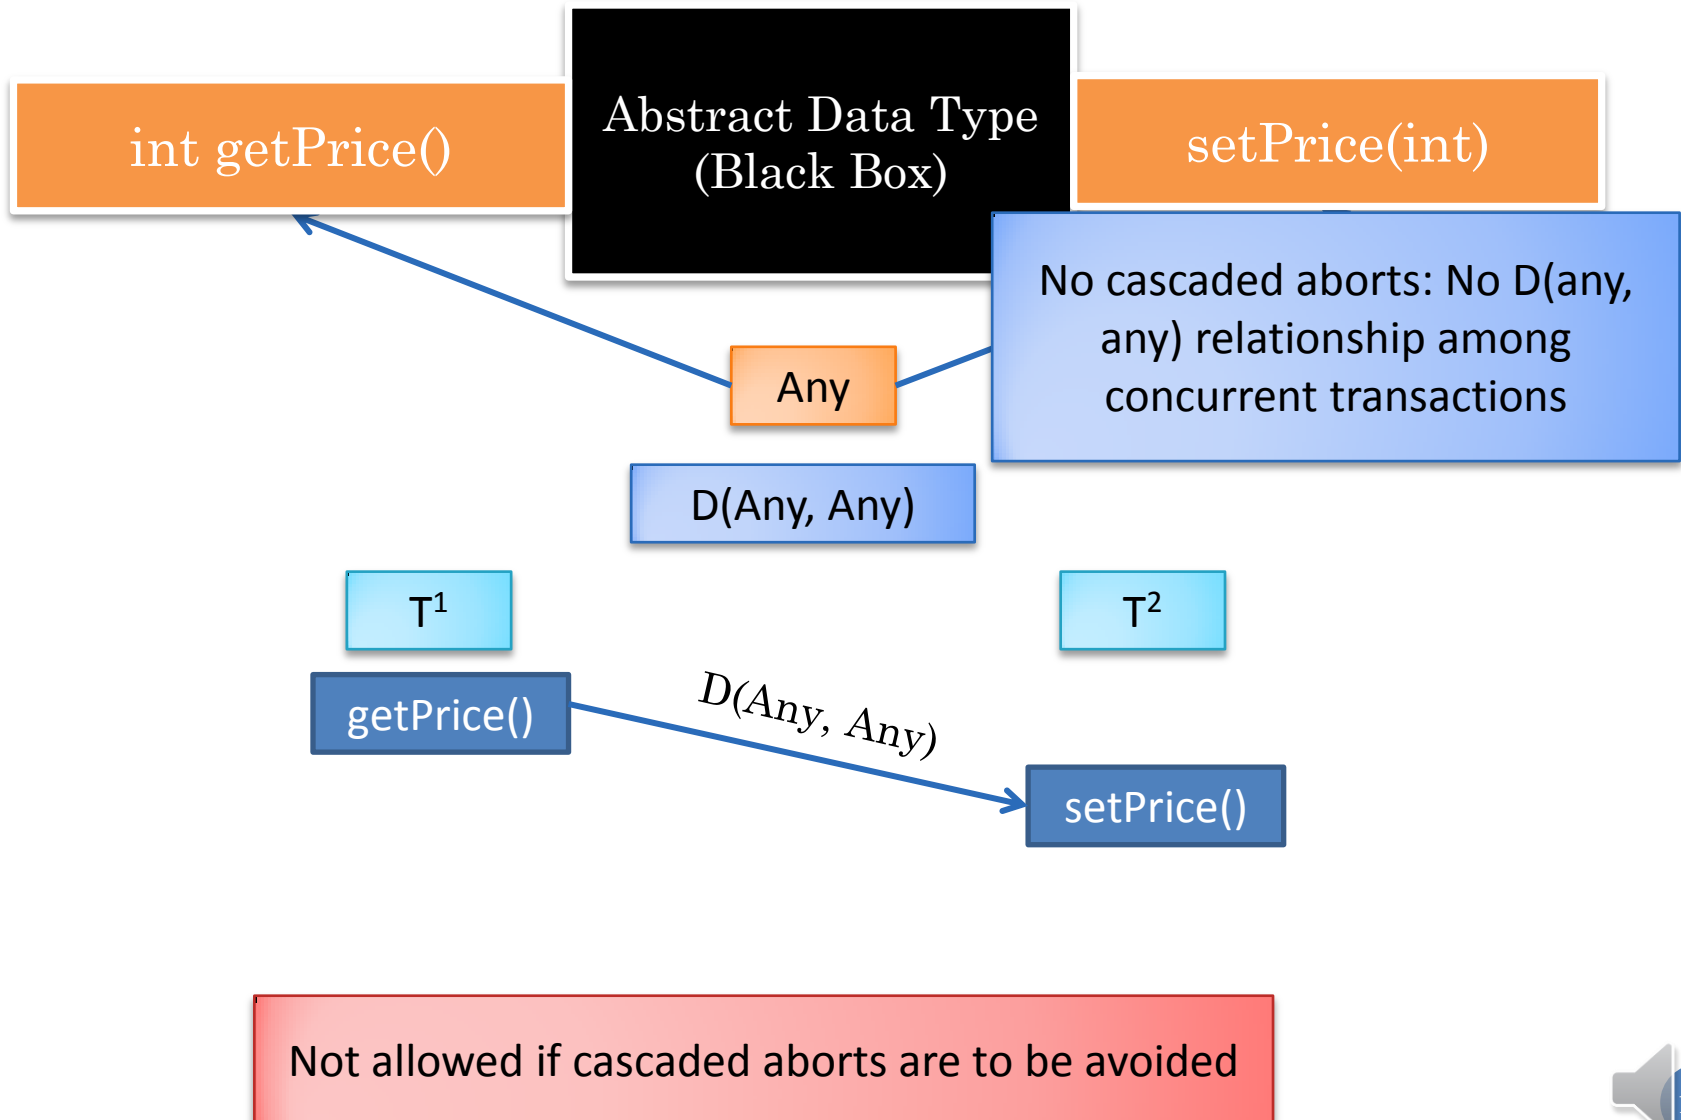 int getPrice()
Abstract Data Type
(Black Box)
setPrice(int)
No cascaded aborts: No D(any,
any) relationship among
concurrent transactions
Any
D(Any, Any)
T¹
T²
getPrice()
D(Any, Any)
setPrice()
Not allowed if cascaded aborts are to be avoided